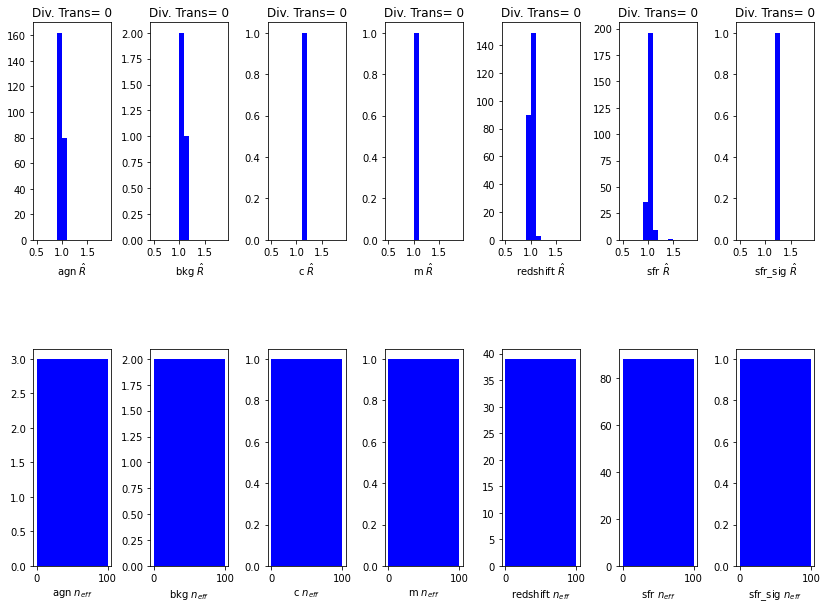 Div. Trans= 0 Div. Trans= 0 Div. Trans= 0 Div. Trans= 0 Div. Trans= 0 Div. Trans= 0 Div. Trans= 0
160 2.00 1.0 1.0 140 200 1.0
140 1.75 0.8 0.8 120 175 0.8
120 1.50 0.6 0.6 100 150 0.6
100 1.25 0.4 0.4 80 125 0.4
80 1.00 0.2 0.2 60 100 0.2
60 0.75 0.0 0.0 40 75 0.0
40 0.50 20 50
20 0.25 0 25
0 0.00 0
0.5 1.0 1.5 0.5 1.0 1.5 0.5 1.0 1.5 0.5 1.0 1.5 0.5 1.0 1.5 0.5 1.0 1.5 0.5 1.0 1.5
agn R̂ bkg R̂ c R̂ m R̂ redshift R̂ sfr R̂ sfr_sig R̂
3.0 2.00 1.0 1.0 40 80 1.0
2.5 1.75 0.8 0.8 35 60 0.8
2.0 1.50 0.6 0.6 30 40 0.6
1.5 1.25 0.4 0.4 25 20 0.4
1.0 1.00 0.2 0.2 20 0 0.2
0.5 0.75 0.0 0.0 15 0.0
0.0 0.50 10
0.25 5
0.00 0
0 100 0 100 0 100 0 100 0 100 0 100 0 100
agn n_eff bkg n_eff c n_eff m n_eff redshift n_eff sfr n_eff sfr_sig n_eff